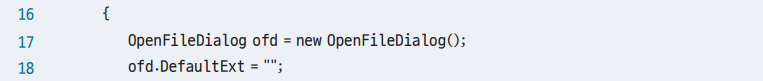 16 {
17 OpenFileDialog ofd = new OpenFileDialog();
18 ofd.DefaultExt = "";